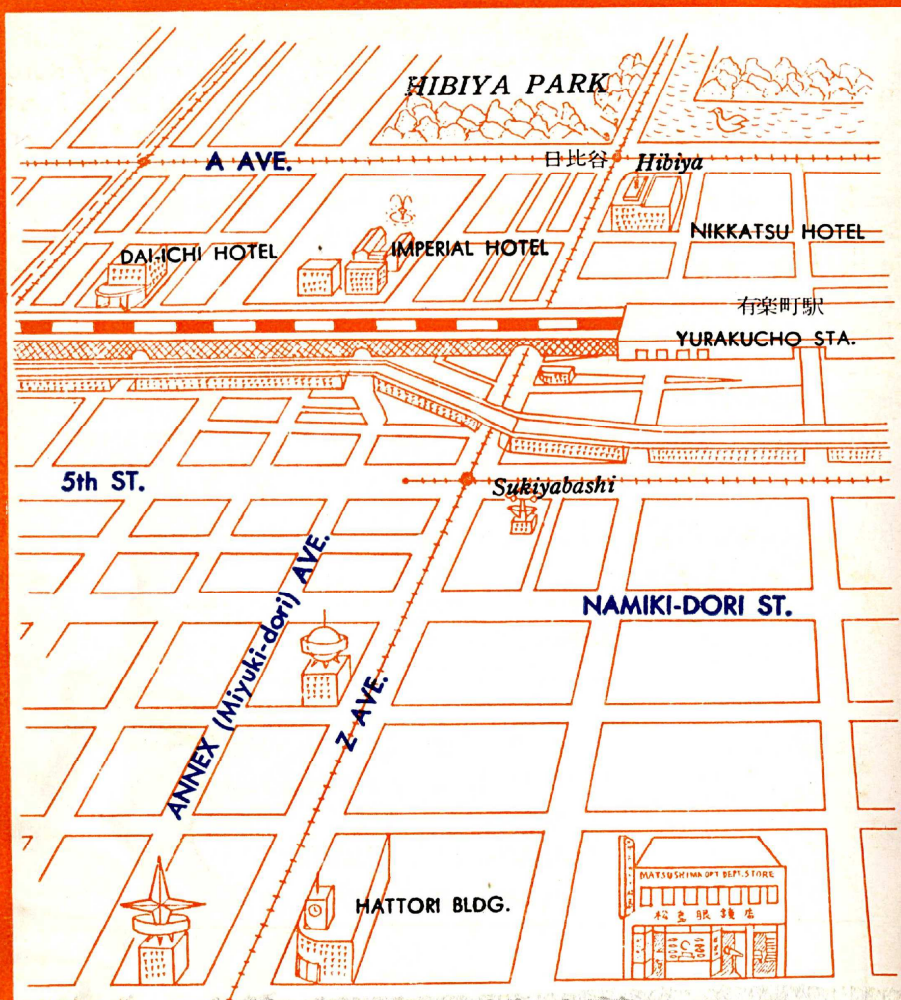 HIBIYA PARK
A AVE.
日比谷
Hibiya
NIKKATSU HOTEL
DAI-ICHI HOTEL
IMPERIAL HOTEL
有楽町駅
YURAKUCHO STA.
5th ST.
Sukiyabashi
ANNEX (Miyuki-dori) AVE.
NAMIKI-DORI ST.
7
Z AVE.
7
HATTORI BLDG.
MATSUSHIMA OPT DEPT. STORE
松島眼鏡店